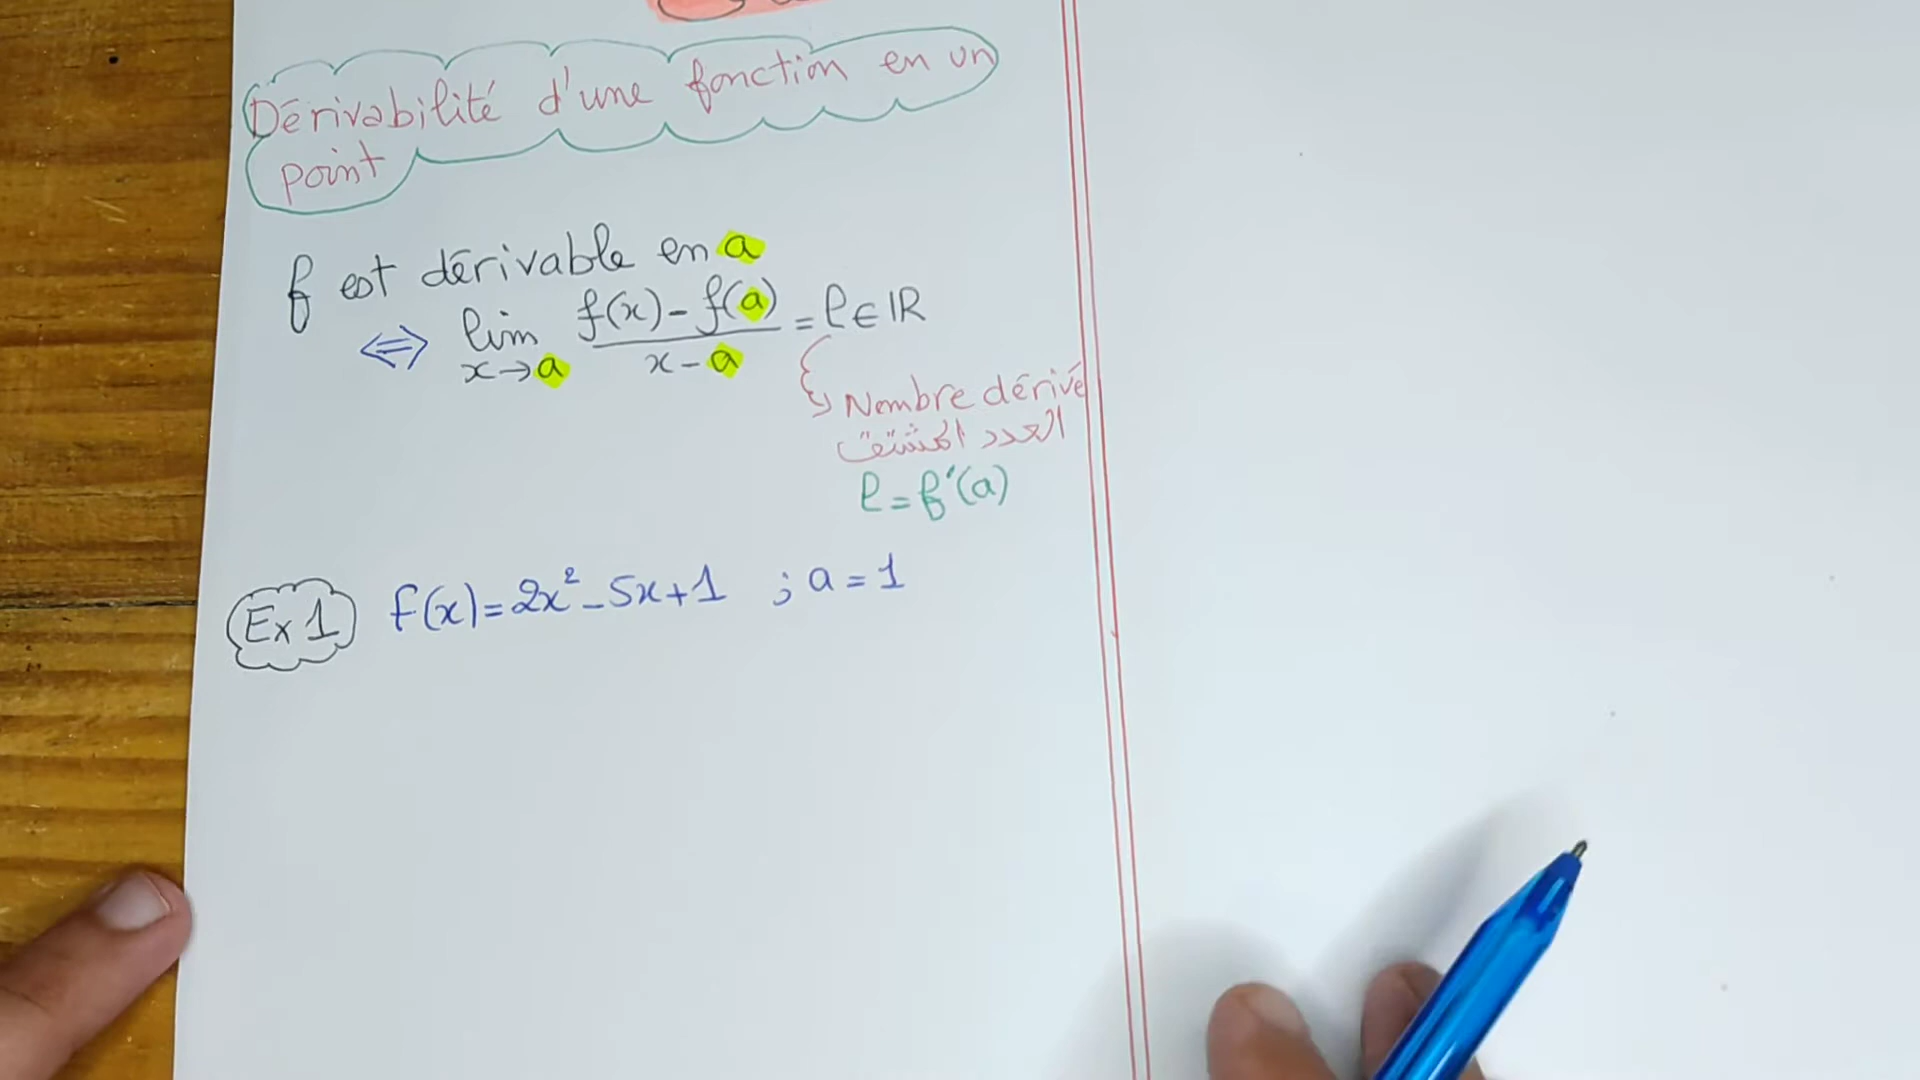 Dérivabilité d'une fonction en un
point
f est dérivable en a
⟺ lim f(x)-f(a) = l ∈ IR
x→a x-a
Nombre dérivé
العدد المشتق
l = f'(a)
Ex 1 f(x) = 2x² - 5x + 1 ; a = 1